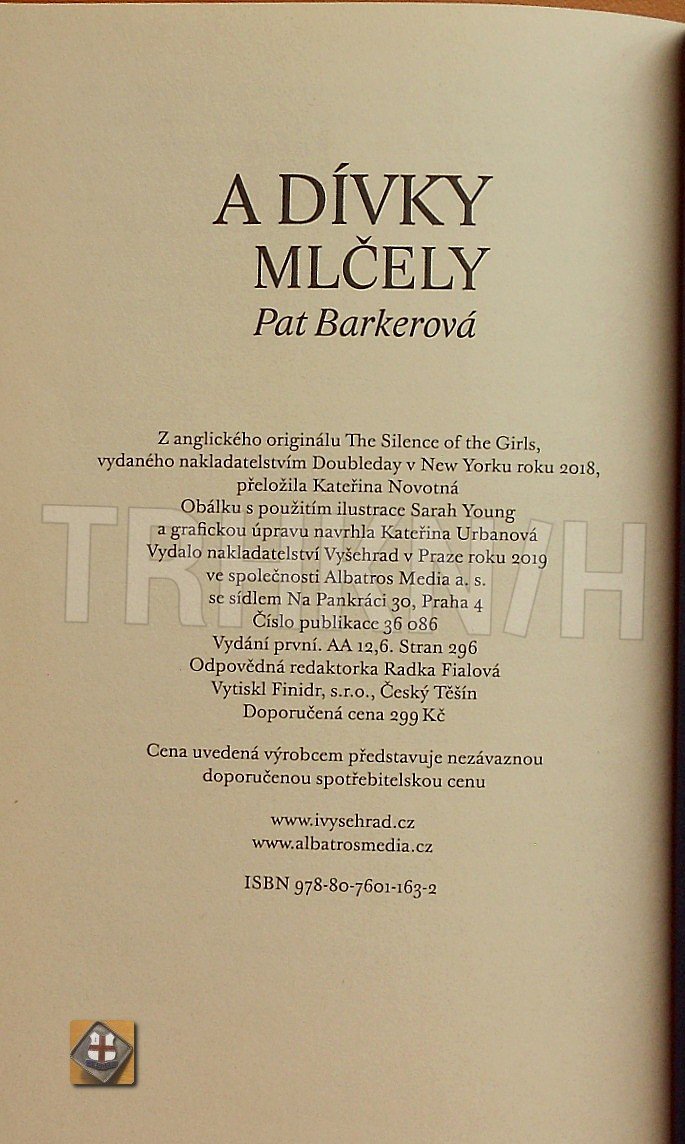 A DÍVKY
MLČELY
Pat Barkerová
Z anglického originálu The Silence of the Girls,
vydaného nakladatelstvím Doubleday v New Yorku roku 2018,
přeložila Kateřina Novotná
Obálku s použitím ilustrace Sarah Young
a grafickou úpravu navrhla Kateřina Urbanová
Vydalo nakladatelství Vyšehrad v Praze roku 2019
ve společnosti Albatros Media a. s.
se sídlem Na Pankráci 30, Praha 4
Číslo publikace 36 086
Vydání první. AA 12,6. Stran 296
Odpovědná redaktorka Radka Fialová
Vytiskl Finidr, s.r.o., Český Těšín
Doporučená cena 299 Kč
Cena uvedená výrobcem představuje nezávaznou
doporučenou spotřebitelskou cenu
www.ivysehrad.cz
www.albatrosmedia.cz
ISBN 978-80-7601-163-2